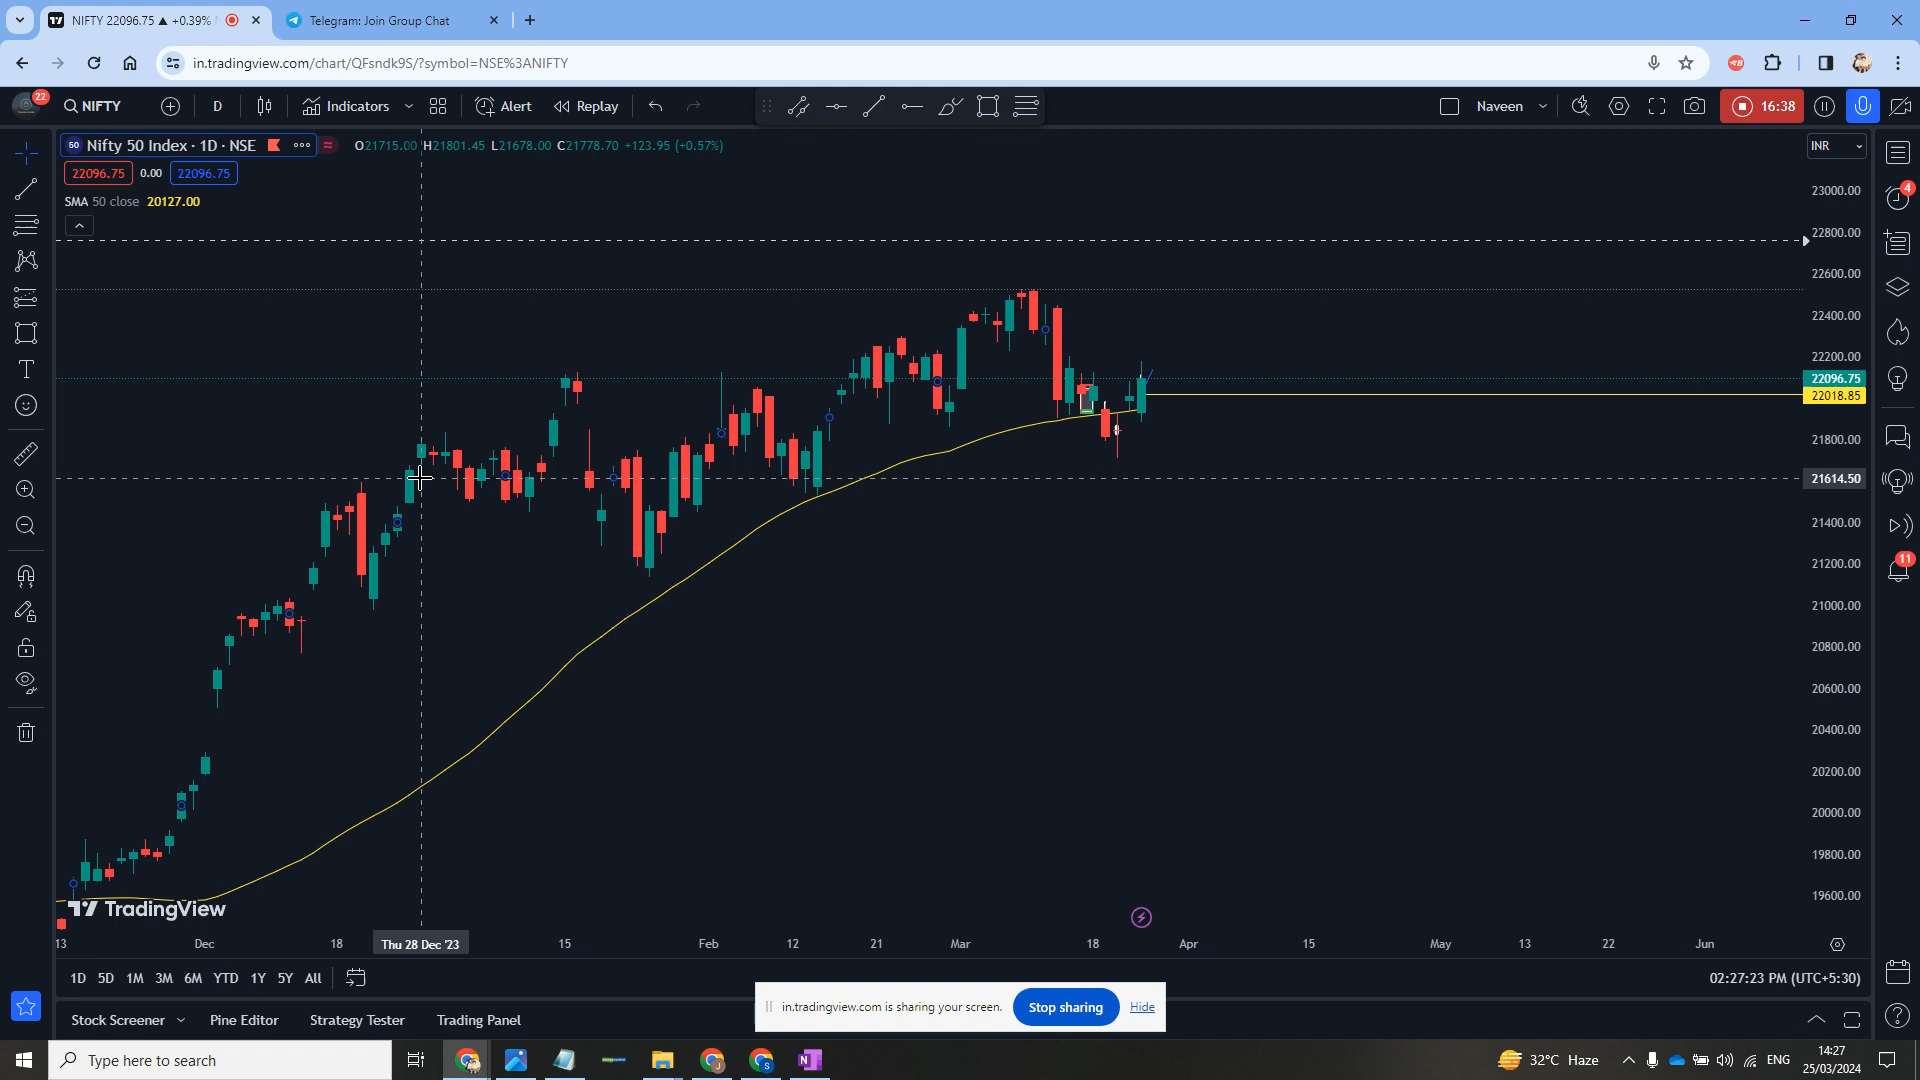 NIFTY 22096.75 ▲ +0.39%
Telegram: Join Group Chat
in.tradingview.com/chart/QFsndk9S/?symbol=NSE%3ANIFTY
22
NIFTY
D
Indicators
Alert
Replay
Naveen
16:38
50
Nifty 50 Index · 1D · NSE
O21715.00 H21801.45 L21678.00 C21778.70 +123.95 (+0.57%)
INR
22096.75 0.00 22096.75
SMA 50 close 20127.00
23000.00
22800.00
22600.00
22400.00
22200.00
22096.75
22018.85
21800.00
21614.50
21400.00
21200.00
21000.00
20800.00
20600.00
20400.00
20200.00
20000.00
19800.00
19600.00
4
11
TradingView
13 Dec 18 Thu 28 Dec '23 15 Feb 12 21 Mar 18 Apr 15 May 13 22 Jun
1D 5D 1M 3M 6M YTD 1Y 5Y All
02:27:23 PM (UTC+5:30)
in.tradingview.com is sharing your screen.
Stop sharing
Hide
Stock Screener
Pine Editor
Strategy Tester
Trading Panel
Type here to search
32°C Haze
ENG
14:27
25/03/2024